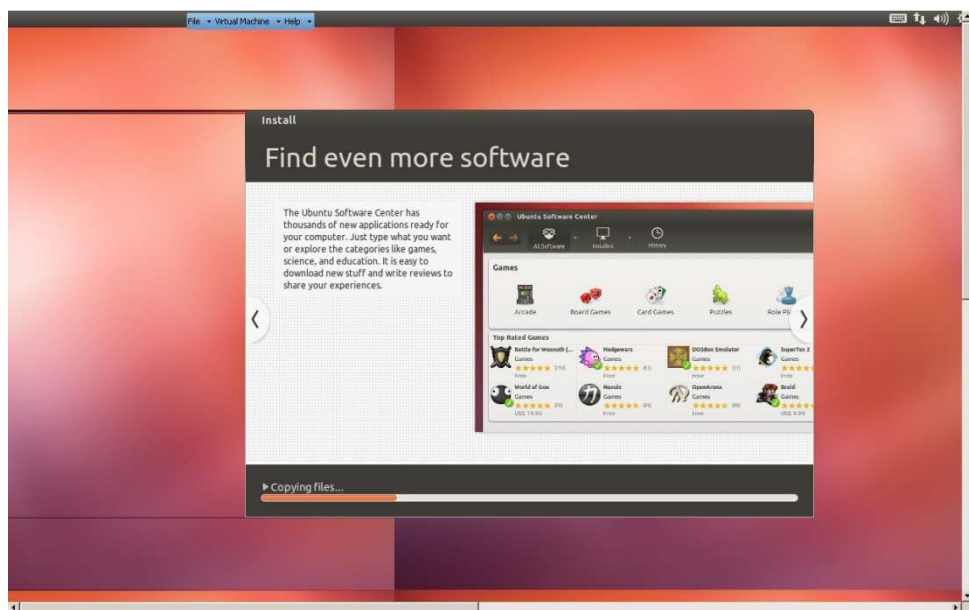 File Virtual Machine Help
Install
Find even more software
The Ubuntu Software Center has
thousands of new applications ready for
your computer. Just type what you want
or explore the categories like games,
science, and education. It is easy to
download new stuff and write reviews to
share your experiences.
Ubuntu Software Center
All Software Installed History
Games
Arcade Board Games Card Games Puzzles Role Pl
Top Rated Games
Battle for Wesnoth (... Hedgewars DOSBox Emulator SuperTux 2
Games Games Games Games
Free Free Free Free
World of Goo Nexuiz OpenArena Braid
Games Games Games Games
US$ 19.95 Free Free US$ 9.99
Copying files...